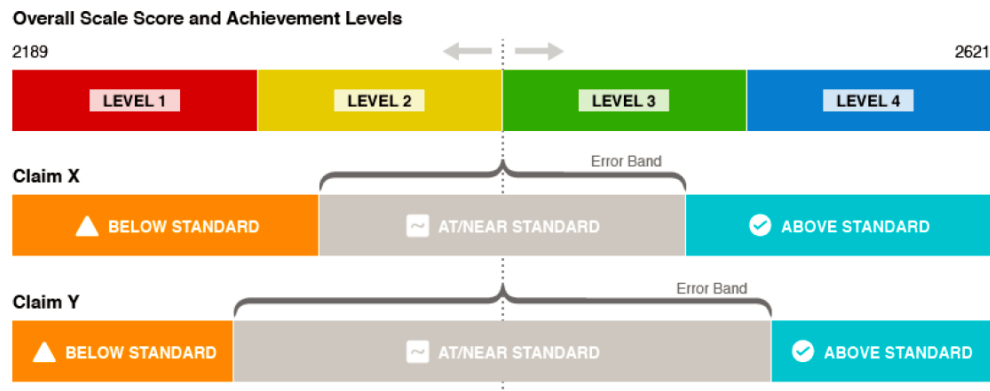 Overall Scale Score and Achievement Levels
2189 2621
LEVEL 1 LEVEL 2 LEVEL 3 LEVEL 4
Error Band
Claim X
BELOW STANDARD AT/NEAR STANDARD ABOVE STANDARD
Error Band
Claim Y
BELOW STANDARD AT/NEAR STANDARD ABOVE STANDARD